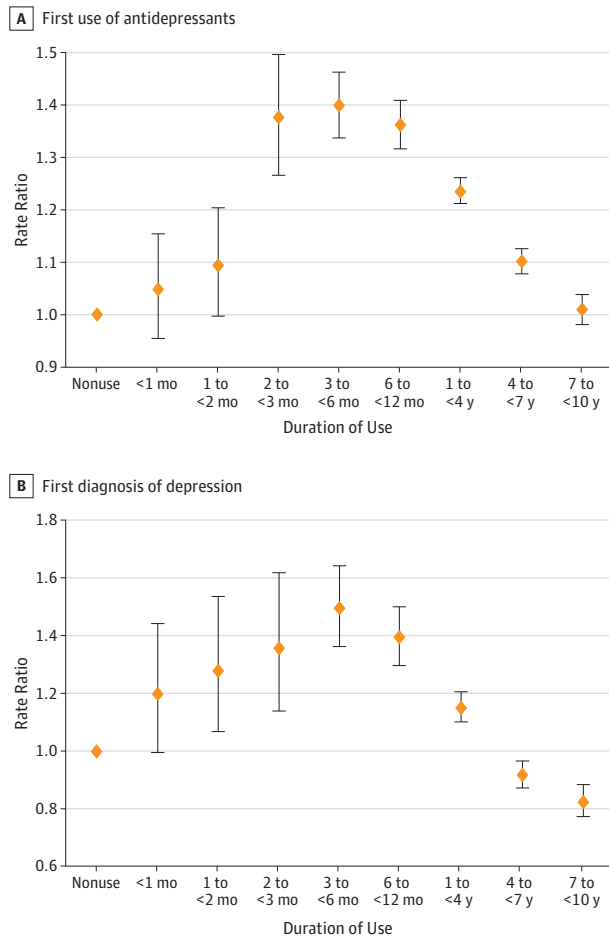 A First use of antidepressants
1.5
1.4
1.3
1.2
1.1
1.0
0.9
Rate Ratio
Nonuse <1 mo 1 to 2 to 3 to 6 to 1 to 4 to 7 to
<2 mo <3 mo <6 mo <12 mo <4 y <7 y <10 y
Duration of Use
B First diagnosis of depression
1.8
1.6
1.4
1.2
1.0
0.8
0.6
Rate Ratio
Nonuse <1 mo 1 to 2 to 3 to 6 to 1 to 4 to 7 to
<2 mo <3 mo <6 mo <12 mo <4 y <7 y <10 y
Duration of Use